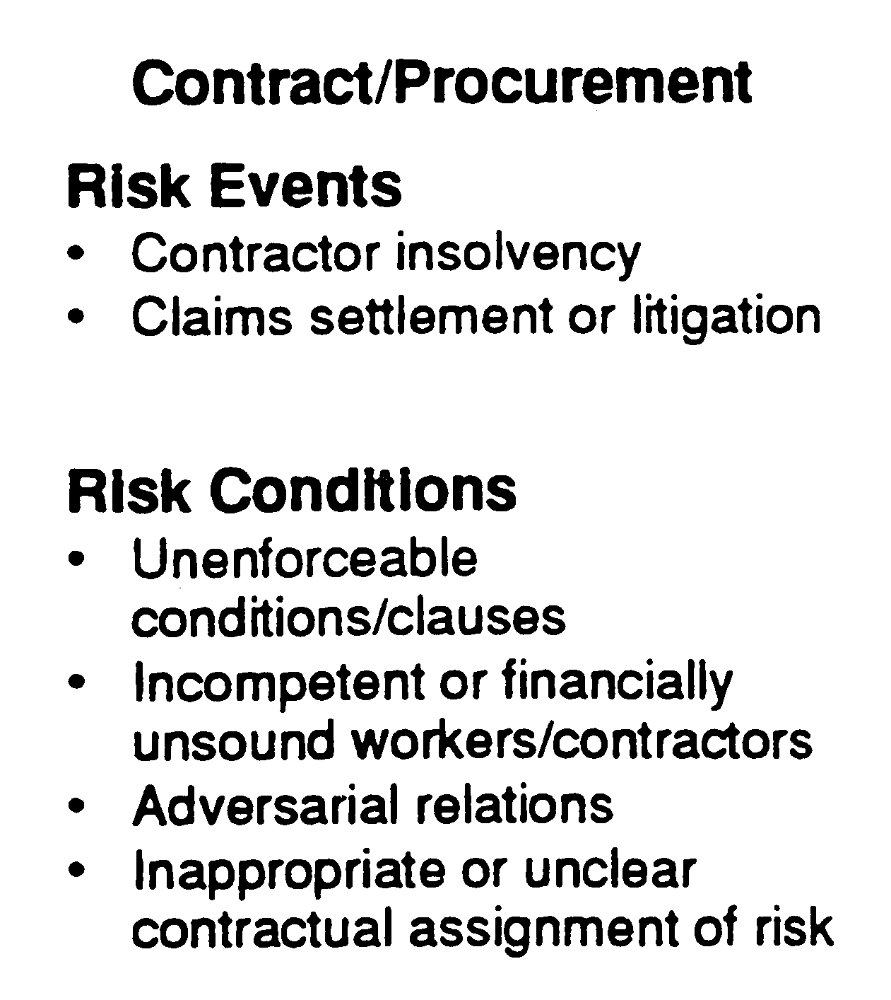 Contract/Procurement
Risk Events
• Contractor insolvency
• Claims settlement or litigation
Risk Conditions
• Unenforceable
conditions/clauses
• Incompetent or financially
unsound workers/contractors
• Adversarial relations
• Inappropriate or unclear
contractual assignment of risk